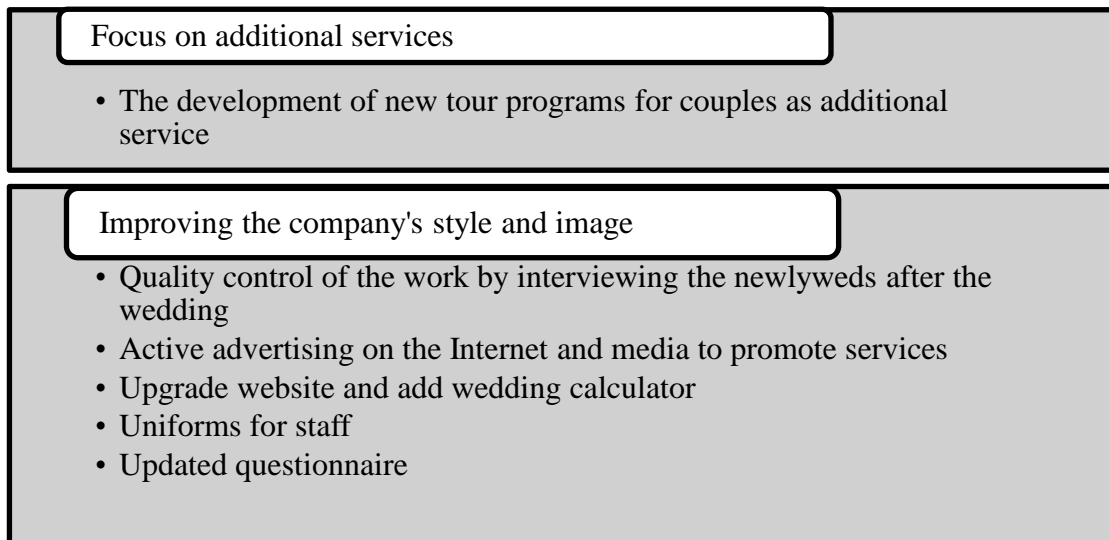 Focus on additional services
• The development of new tour programs for couples as additional
service
Improving the company's style and image
• Quality control of the work by interviewing the newlyweds after the
wedding
• Active advertising on the Internet and media to promote services
• Upgrade website and add wedding calculator
• Uniforms for staff
• Updated questionnaire